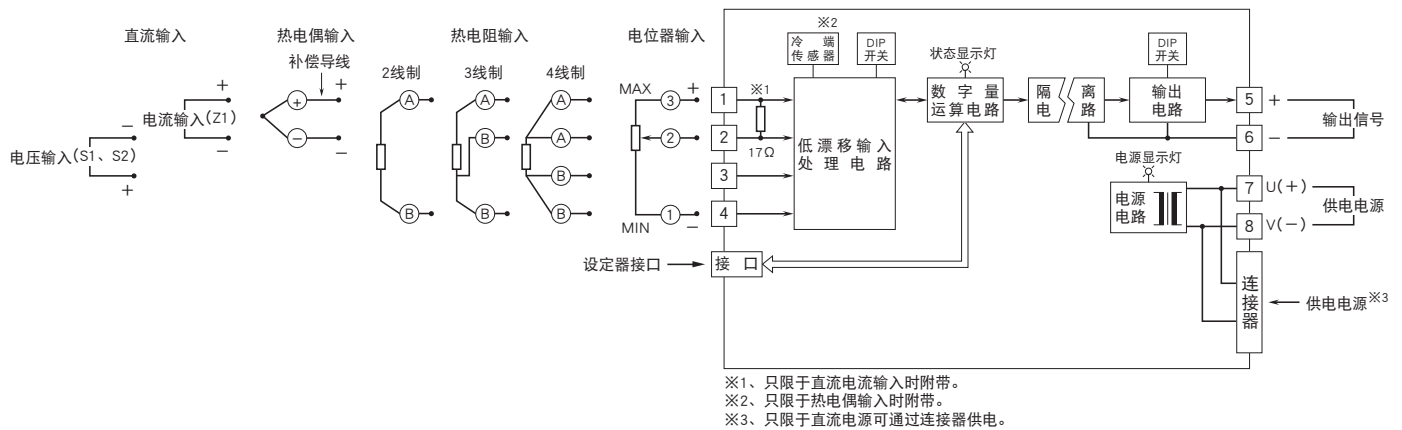 直流输入
热电偶输入
热电阻输入
电位器输入
补偿导线
2线制
3线制
4线制
+
电流输入(Z1)
−
−
电压输入(S1、S2)
+
+
+
−
−
A
B
A
B
B
A
A
B
B
MAX
3
+
2
1
MIN
−
1
2
3
4
※1
17Ω
※2
冷 端
传感器
DIP
开关
低漂移输入
处理电路
状态显示灯
数字量
运算电路
隔 离
电 路
DIP
开关
输出
电路
5
+
6
−
输出信号
电源显示灯
电源
电路
7
U(+)
8
V(−)
供电电源
设定器接口
接 口
连接器
供电电源※3
※1、只限于直流电流输入时附带。
※2、只限于热电偶输入时附带。
※3、只限于直流电源可通过连接器供电。